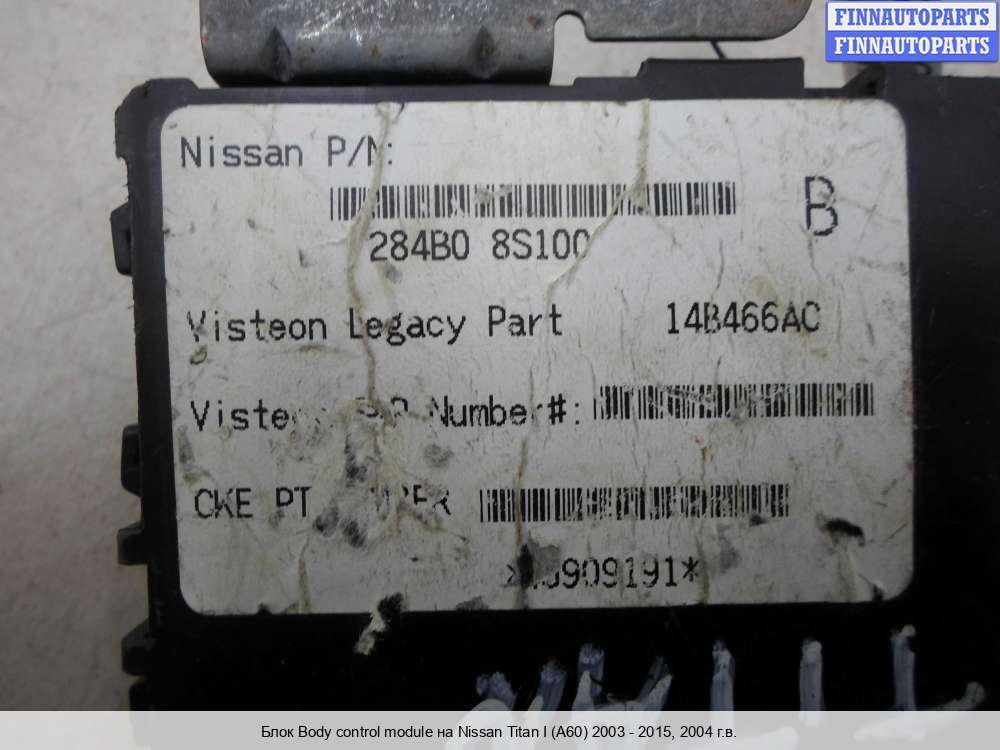 FINNAUTOPARTS
FINNAUTOPARTS
Nissan P/N:
B
284B0 8S100
Visteon Legacy Part 14B466AC
Number#:
CKE PT
Блок Body control module на Nissan Titan I (A60) 2003 - 2015, 2004 г.в.